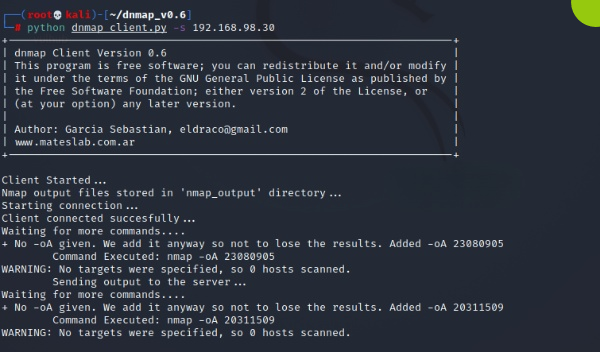 (root💀kali)-[~/dnmap_v0.6]
# python dnmap_client.py -s 192.168.98.30
| dnmap Client Version 0.6 |
| This program is free software; you can redistribute it and/or modify |
| it under the terms of the GNU General Public License as published by |
| the Free Software Foundation; either version 2 of the License, or |
| (at your option) any later version. |
| |
| Author: Garcia Sebastian, eldraco@gmail.com |
| www.mateslab.com.ar |
Client Started...
Nmap output files stored in 'nmap_output' directory...
Starting connection...
Client connected succesfully...
Waiting for more commands....
+ No -oA given. We add it anyway so not to lose the results. Added -oA 23080905
Command Executed: nmap -oA 23080905
WARNING: No targets were specified, so 0 hosts scanned.
Sending output to the server...
Waiting for more commands....
+ No -oA given. We add it anyway so not to lose the results. Added -oA 20311509
Command Executed: nmap -oA 20311509
WARNING: No targets were specified, so 0 hosts scanned.